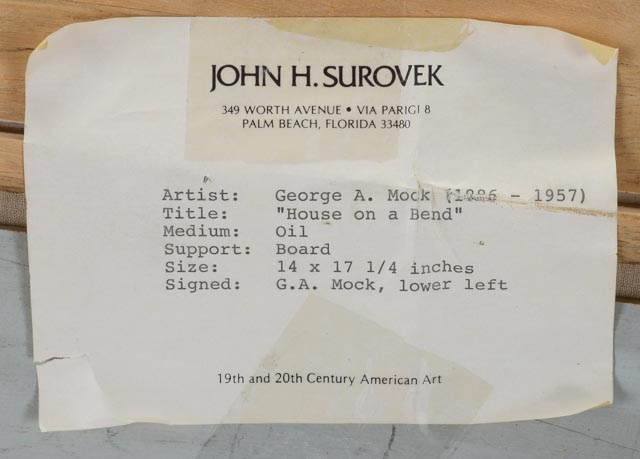 JOHN H. SUROVEK
349 WORTH AVENUE • VIA PARIGI 8
PALM BEACH, FLORIDA 33480
Artist: George A. Mock (1886 - 1957)
Title: "House on a Bend"
Medium: Oil
Support: Board
Size: 14 x 17 1/4 inches
Signed: G.A. Mock, lower left
19th and 20th Century American Art